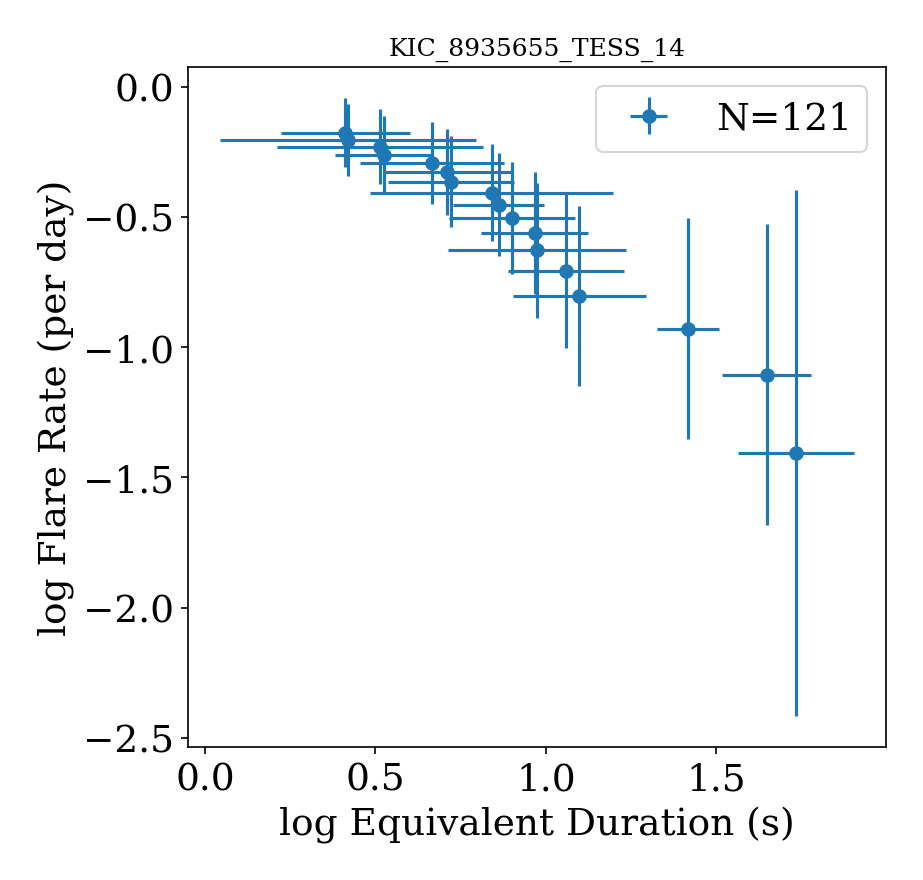 KIC_8935655_TESS_14
N=121
log Flare Rate (per day)
0.0
−0.5
−1.0
−1.5
−2.0
−2.5
0.0 0.5 1.0 1.5
log Equivalent Duration (s)